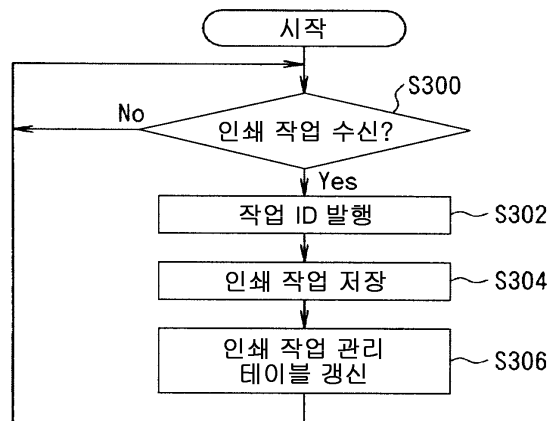 시작
S300
No
인쇄 작업 수신?
Yes
작업 ID 발행
S302
인쇄 작업 저장
S304
인쇄 작업 관리
테이블 갱신
S306